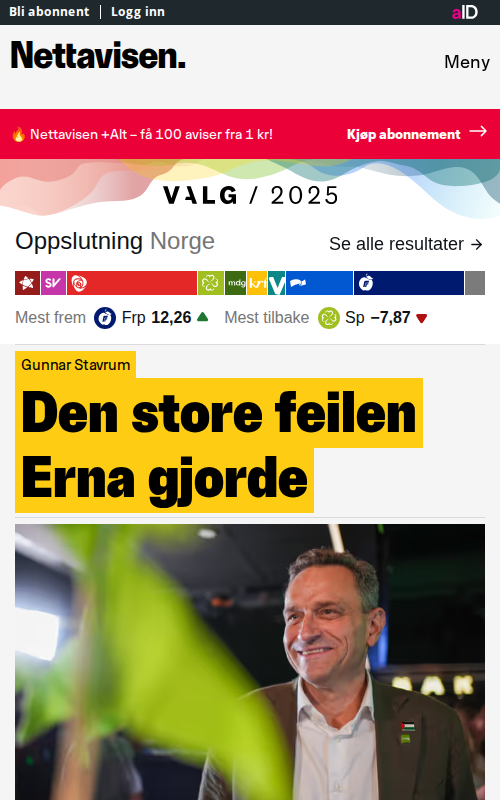 Bli abonnent | Logg inn
aID
Nettavisen.
Meny
🔥 Nettavisen +Alt – få 100 aviser fra 1 kr!
Kjøp abonnement →
VALG / 2025
Oppslutning Norge
Se alle resultater →
SV
mdg
krf
V
Mest frem Frp 12,26 ▲ Mest tilbake Sp −7,87 ▼
Gunnar Stavrum
Den store feilen
Erna gjorde